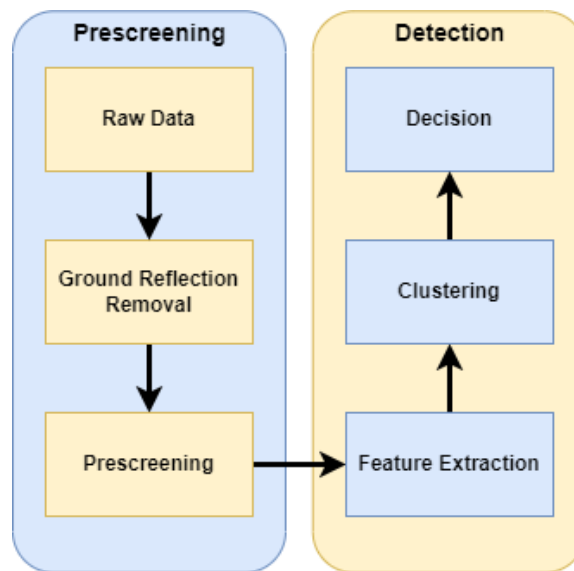 Prescreening
Raw Data
Ground Reflection
Removal
Prescreening
Detection
Decision
Clustering
Feature Extraction